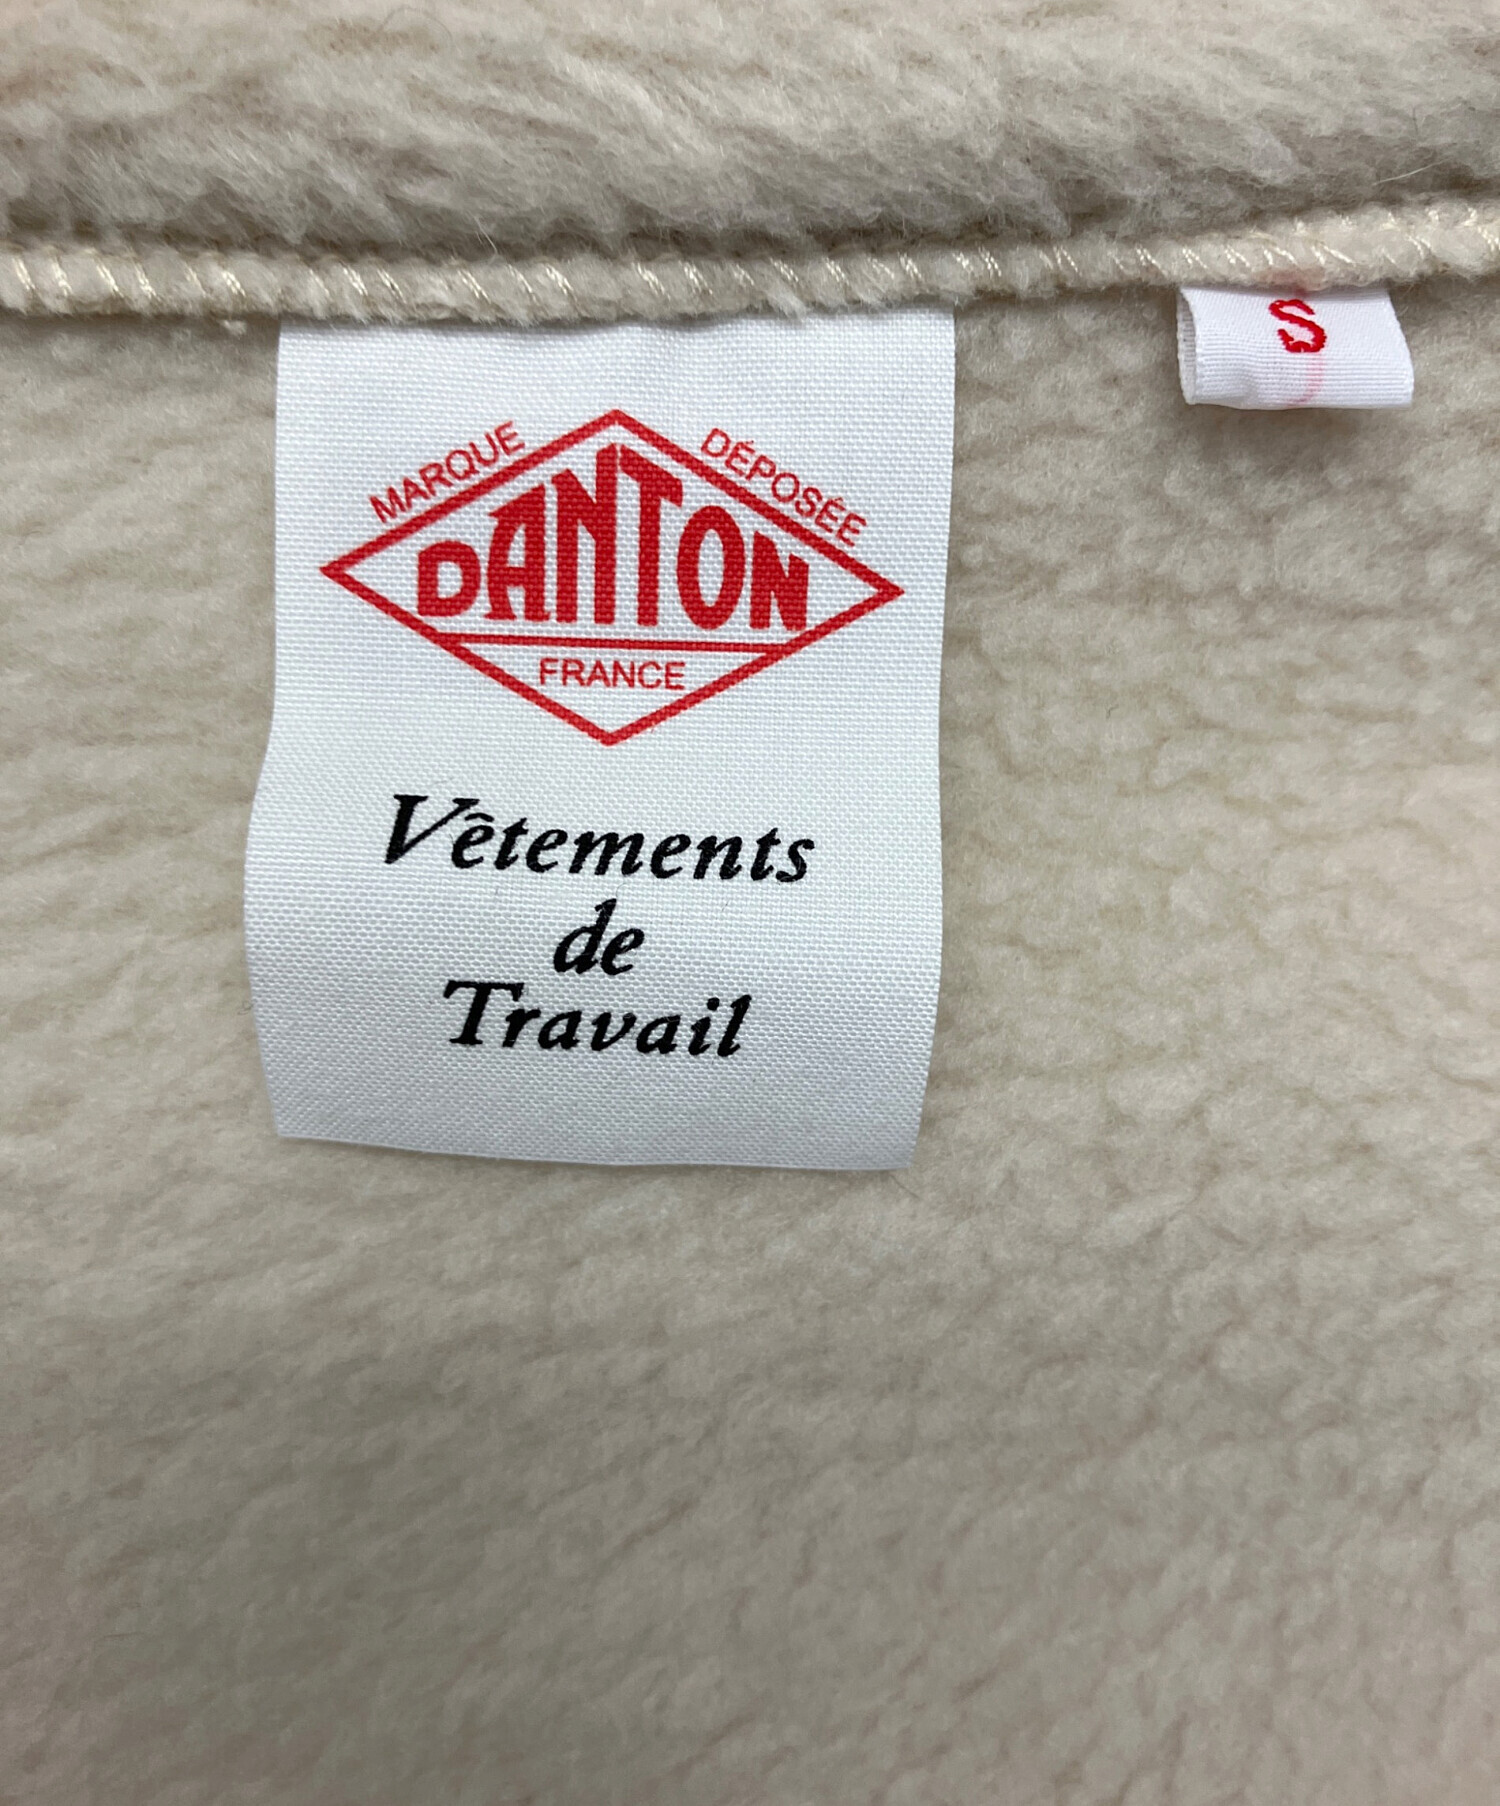 S
MARQUE DÉPOSÉE
DANTON
FRANCE
Vêtements
de
Travail